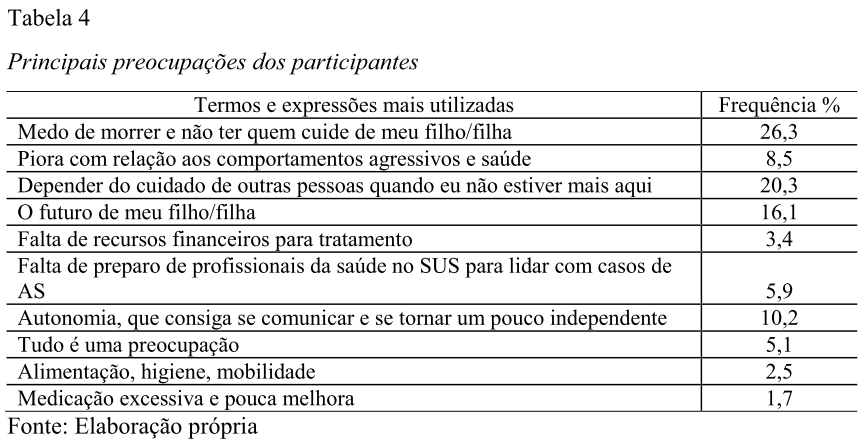 Tabela 4
Principais preocupações dos participantes
Termos e expressões mais utilizadas Frequência %
Medo de morrer e não ter quem cuide de meu filho/filha 26,3
Piora com relação aos comportamentos agressivos e saúde 8,5
Depender do cuidado de outras pessoas quando eu não estiver mais aqui 20,3
O futuro de meu filho/filha 16,1
Falta de recursos financeiros para tratamento 3,4
Falta de preparo de profissionais da saúde no SUS para lidar com casos de
AS 5,9
Autonomia, que consiga se comunicar e se tornar um pouco independente 10,2
Tudo é uma preocupação 5,1
Alimentação, higiene, mobilidade 2,5
Medicação excessiva e pouca melhora 1,7
Fonte: Elaboração própria